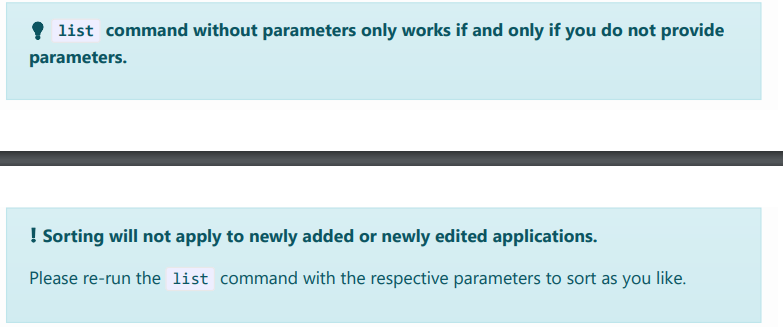 list command without parameters only works if and only if you do not provide
parameters.
! Sorting will not apply to newly added or newly edited applications.
Please re-run the list command with the respective parameters to sort as you like.